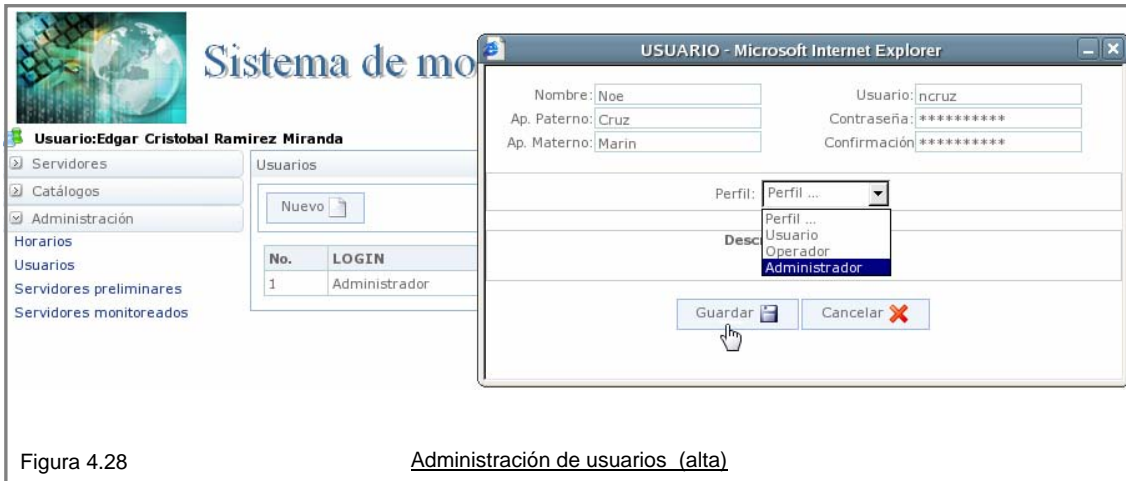 Sistema de mo
Usuario:Edgar Cristobal Ramirez Miranda
Servidores
Catálogos
Administración
Horarios
Usuarios
Servidores preliminares
Servidores monitoreados
Usuarios
Nuevo
No. LOGIN
1 Administrador
USUARIO - Microsoft Internet Explorer
Nombre: Noe Usuario: ncruz
Ap. Paterno: Cruz Contraseña: **********
Ap. Materno: Marin Confirmación **********
Perfil: Perfil ...
Perfil ...
Usuario
Operador
Administrador
Desc
Guardar Cancelar
Figura 4.28 Administración de usuarios (alta)